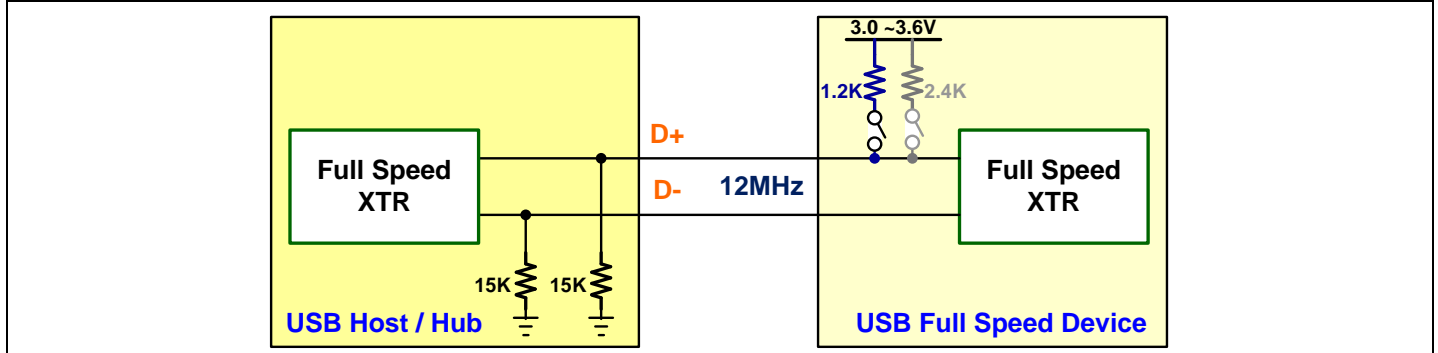 3.0 ~3.6V
1.2K
2.4K
D+
Full Speed
XTR
D-
12MHz
Full Speed
XTR
15K
15K
USB Host / Hub
USB Full Speed Device